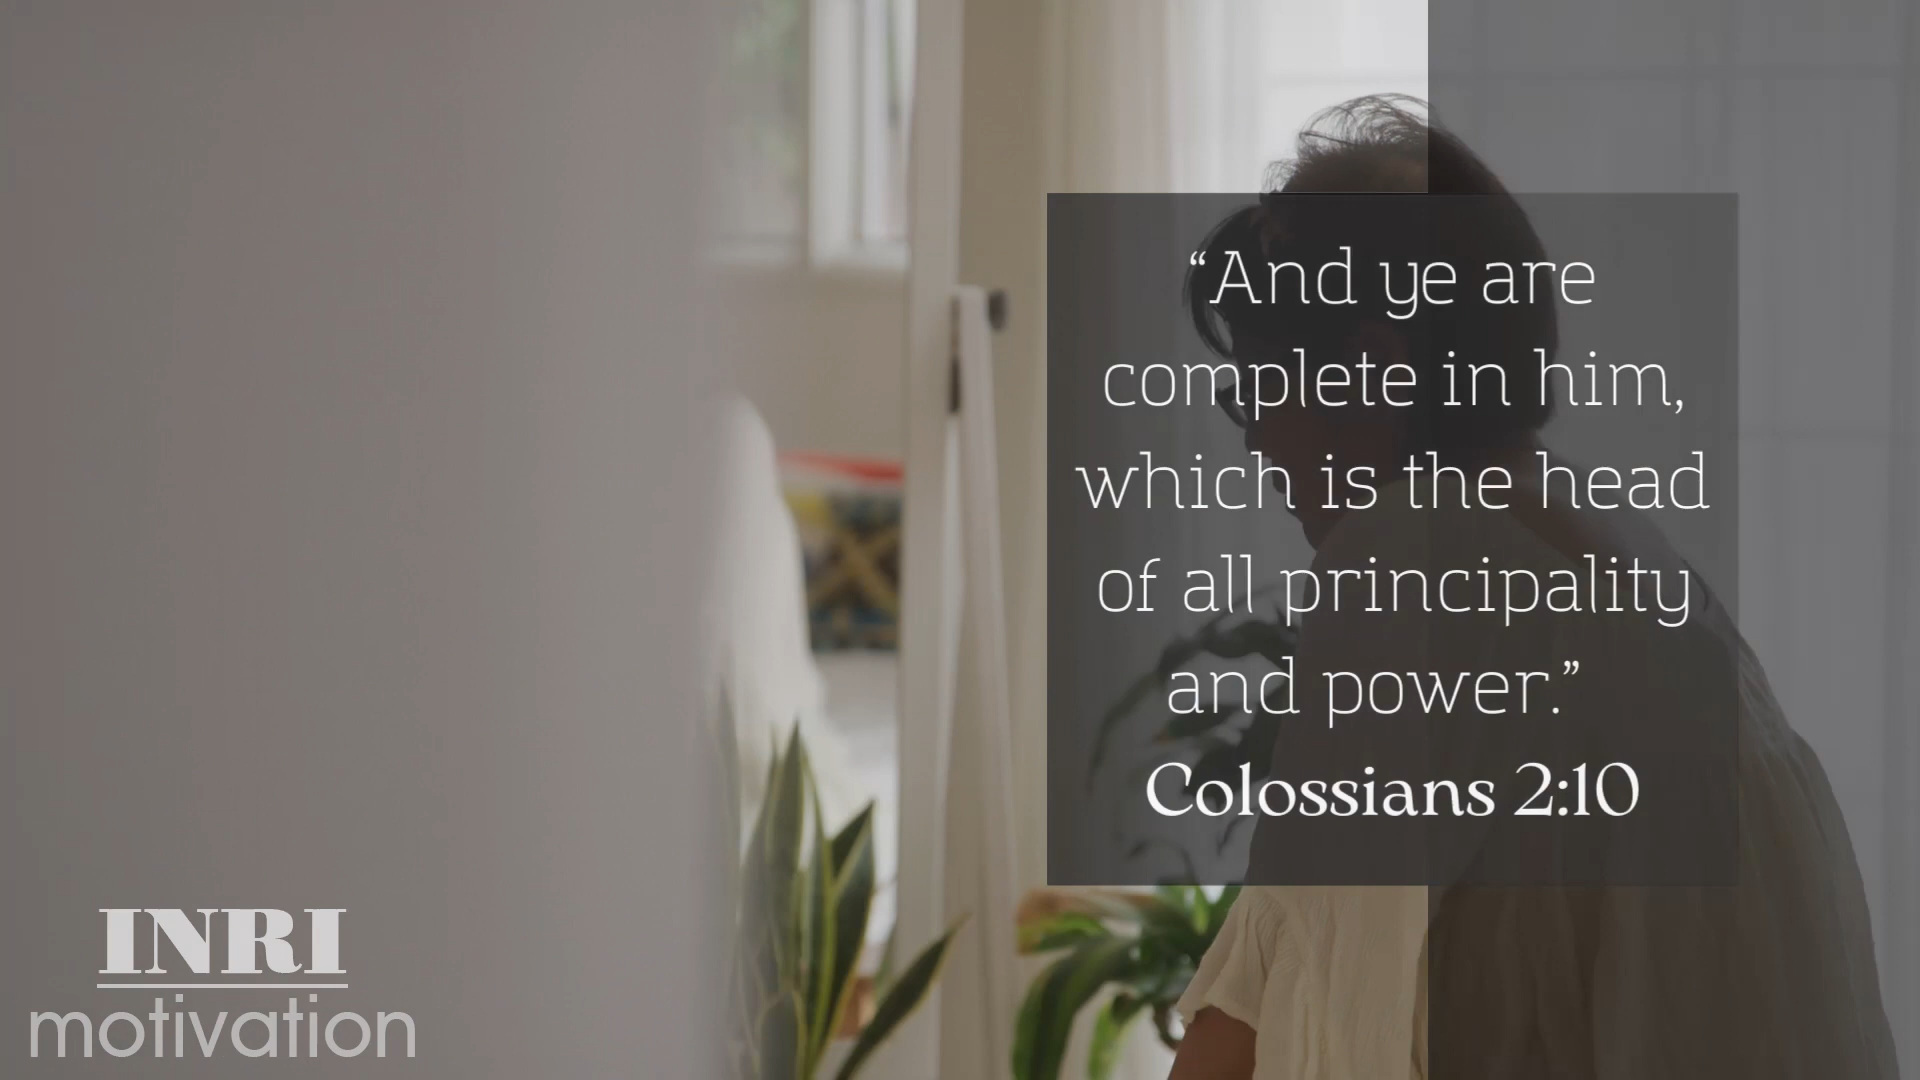 “And ye are
complete in him,
which is the head
of all principality
and power.”
Colossians 2:10
INRI
motivation